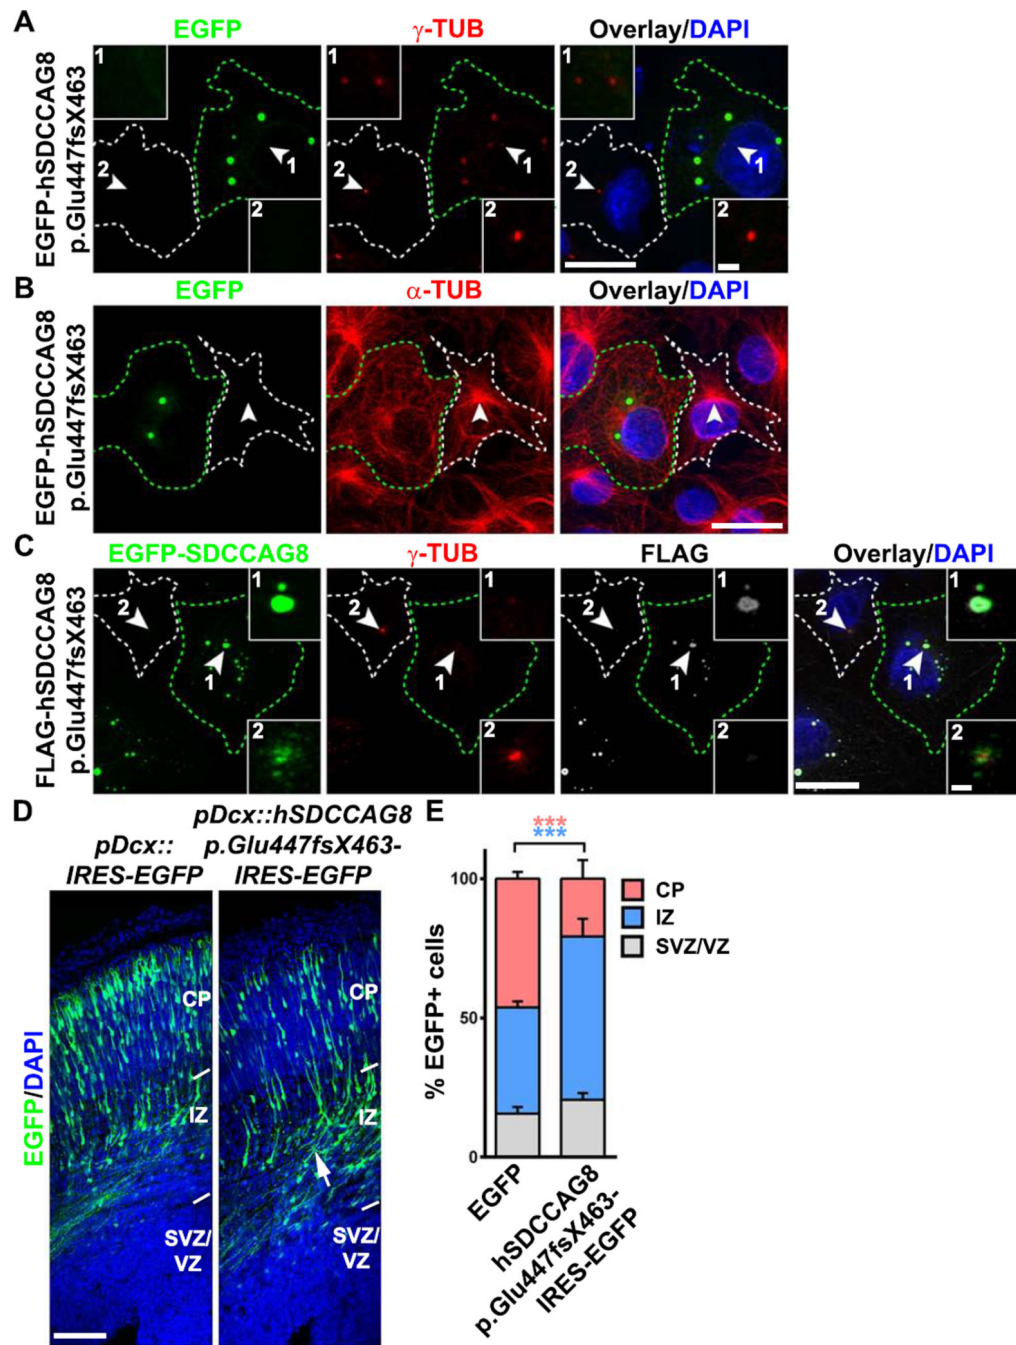 A
EGFP
γ-TUB
Overlay/DAPI
EGFP-hSDCCAG8
p.Glu447fsX463
1
2
1
2
1
2
1
2
1
2
1
2
B
EGFP
α-TUB
Overlay/DAPI
EGFP-hSDCCAG8
p.Glu447fsX463
C
EGFP-SDCCAG8
γ-TUB
FLAG
Overlay/DAPI
FLAG-hSDCCAG8
p.Glu447fsX463
2
1
1
2
2
1
1
2
2
1
1
2
2
1
1
2
D
pDcx::
IRES-EGFP
pDcx::hSDCCAG8
p.Glu447fsX463-
IRES-EGFP
EGFP/DAPI
CP
IZ
SVZ/
VZ
CP
IZ
SVZ/
VZ
E
***
***
% EGFP+ cells
100
50
0
CP
IZ
SVZ/VZ
EGFP
hSDCCAG8
p.Glu447fsX463-
IRES-EGFP